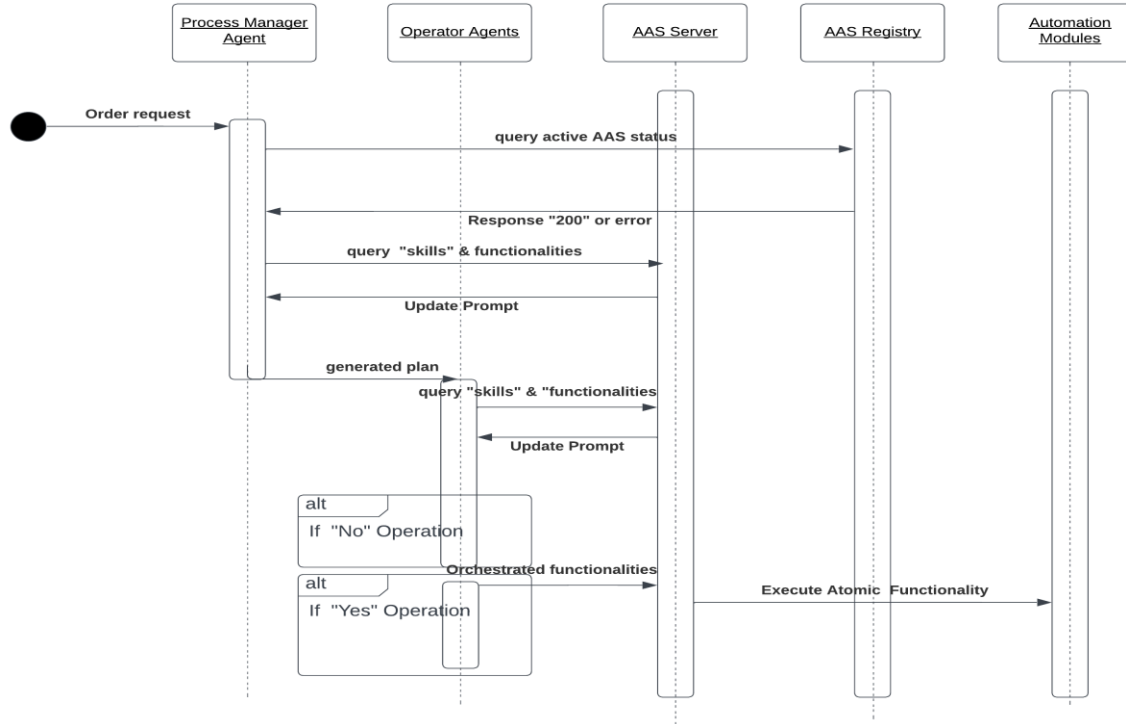 Process Manager
Agent
Operator Agents
AAS Server
AAS Registry
Automation
Modules
Order request
query active AAS status
Response "200" or error
query "skills" & functionalities
Update Prompt
generated plan
query "skills" & "functionalities
Update Prompt
alt
If "No" Operation
Orchestrated functionalities
alt
If "Yes" Operation
Execute Atomic Functionality